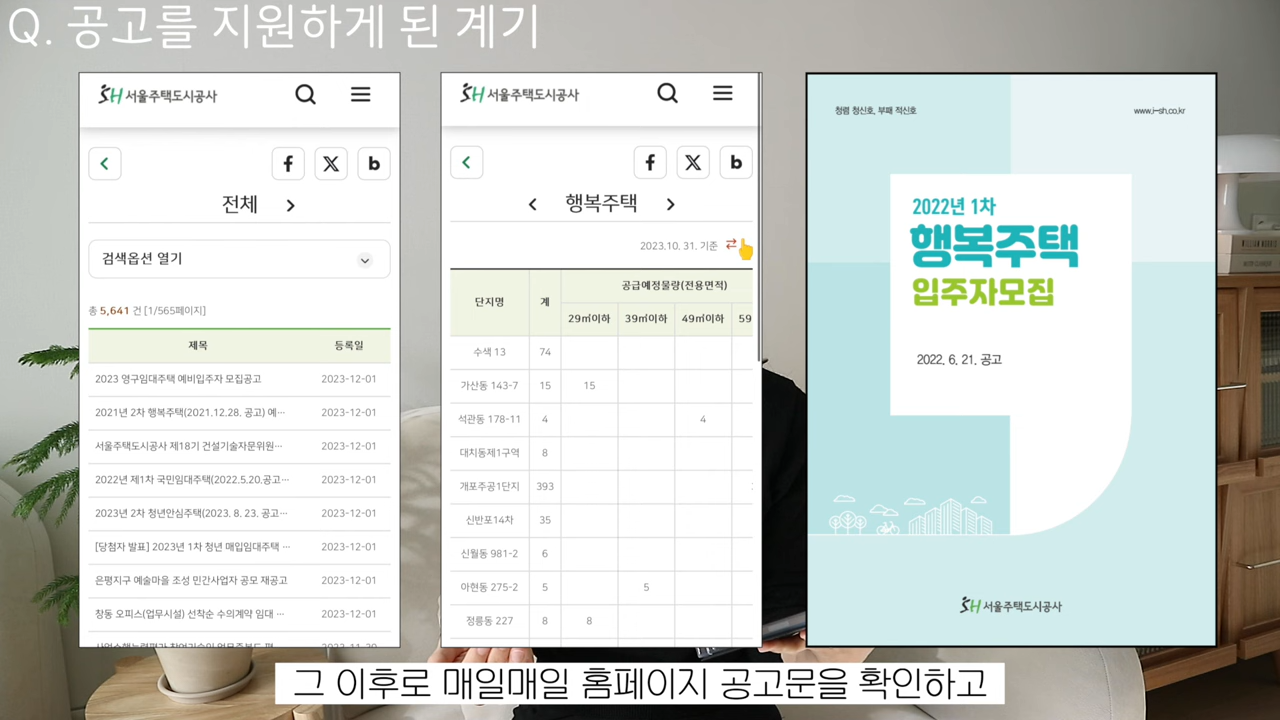 Q. 공고를 지원하게 된 계기
SH 서울주택도시공사
전체
검색옵션 열기
총 5,641 건 [1/565페이지]
제목 등록일
2023 영구임대주택 예비입주자 모집공고 2023-12-01
2021년 2차 행복주택(2021.12.28. 공고) 예··· 2023-12-01
서울주택도시공사 제18기 건설기술자문위원··· 2023-12-01
2022년 제1차 국민임대주택(2022.5.20.공고··· 2023-12-01
2023년 2차 청년안심주택(2023. 8. 23. 공고··· 2023-12-01
[당첨자 발표] 2023년 1차 청년 매입임대주택 ··· 2023-12-01
은평지구 예술마을 조성 민간사업자 공모 재공고 2023-12-01
창동 오피스(업무시설) 선착순 수의계약 임대 ··· 2023-12-01
SH 서울주택도시공사
행복주택
2023.10. 31. 기준
단지명 계 공급예정물량(전용면적)
29㎡이하 39㎡이하 49㎡이하 59
수색 13 74
가산동 143-7 15 15
석관동 178-11 4 4
대치동제1구역 8
개포주공1단지 393
신반포14차 35
신월동 981-2 6
아현동 275-2 5 5
정릉동 227 8 8
청렴 청신호, 부패 적신호 www.i-sh.co.kr
2022년 1차
행복주택
입주자모집
2022. 6. 21. 공고
SH 서울주택도시공사
그 이후로 매일매일 홈페이지 공고문을 확인하고